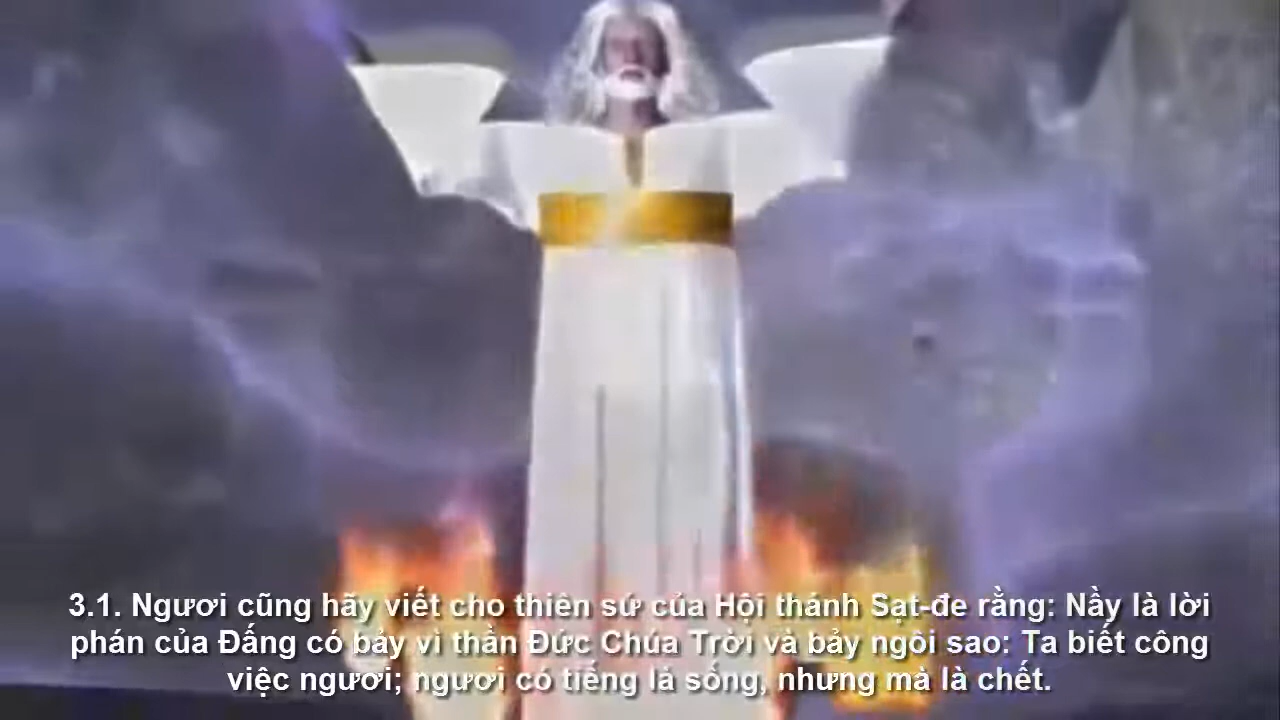 3.1. Ngươi cũng hãy viết cho thiên sứ của Hội thánh Sạt-đe rằng: Nầy là lời
phán của Đấng có bảy vì thần Đức Chúa Trời và bảy ngôi sao: Ta biết công
việc ngươi; ngươi có tiếng là sống, nhưng mà là chết.